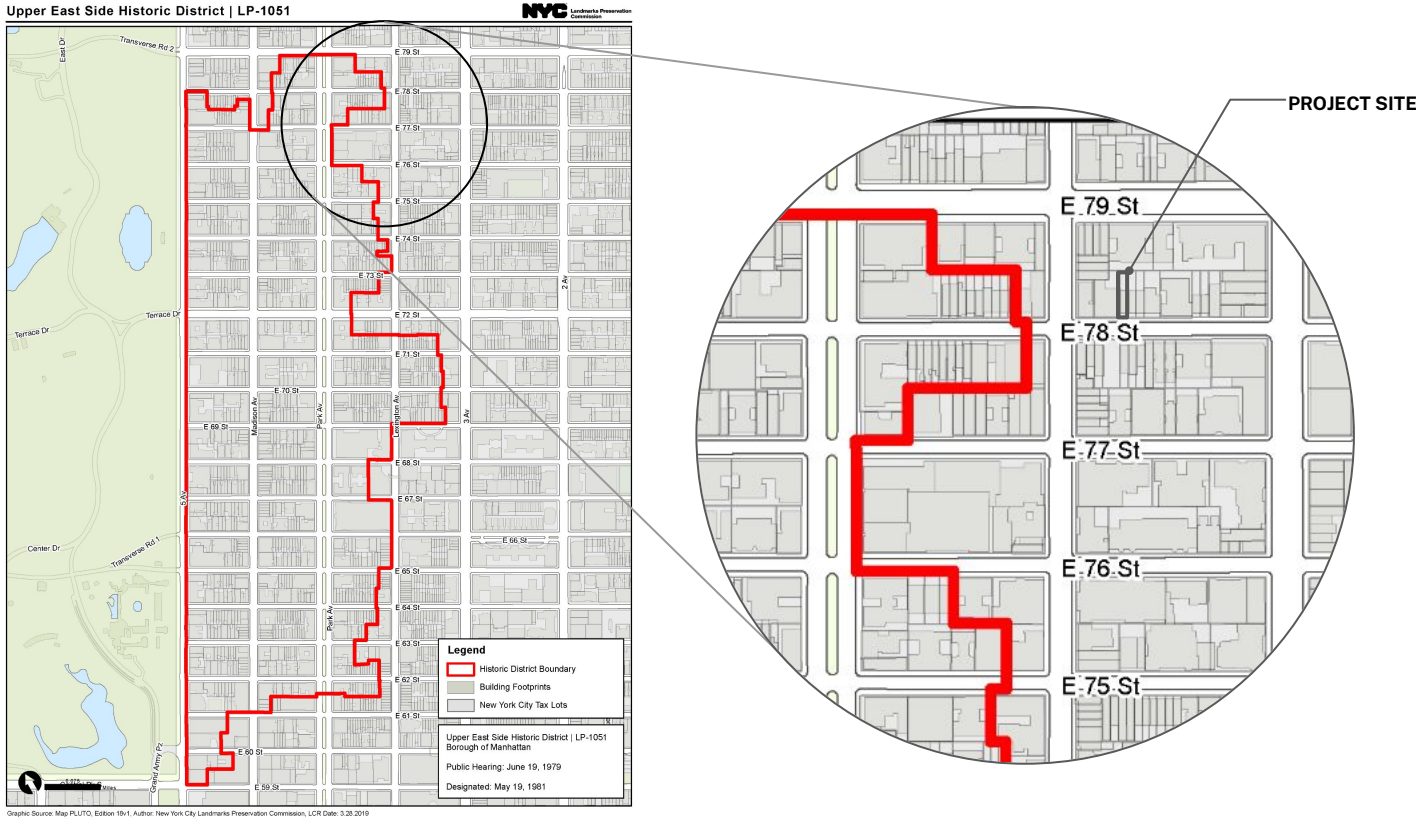 Upper East Side Historic District | LP-1051
NYC Landmarks Preservation
Commission
East Dr
Transverse Rd 2
E 79 St
E 78 St
E 77 St
E 76 St
E 75 St
E 74 St
E 73 St
2 Av
Terrace Dr
Terrace Dr
E 72 St
E 71 St
E 70 St
Madison Av
Park Av
Lexington Av
3 Av
E 69 St
E 68 St
5 Av
E 67 St
Center Dr
Transverse Rd 1
E 66 St
E 65 St
E 64 St
Park Av
E 63 St
E 62 St
E 61 St
E 60 St
Grand Army Pz
E 59 St
Miles
Legend
Historic District Boundary
Building Footprints
New York City Tax Lots
Upper East Side Historic District | LP-1051
Borough of Manhattan
Public Hearing: June 19, 1979
Designated: May 19, 1981
Graphic Source: Map PLUTO, Edition 18v1, Author: New York City Landmarks Preservation Commission, LCR Date: 3.28.2019
PROJECT SITE
E 79 St
E 78 St
E 77 St
E 76 St
E 75 St